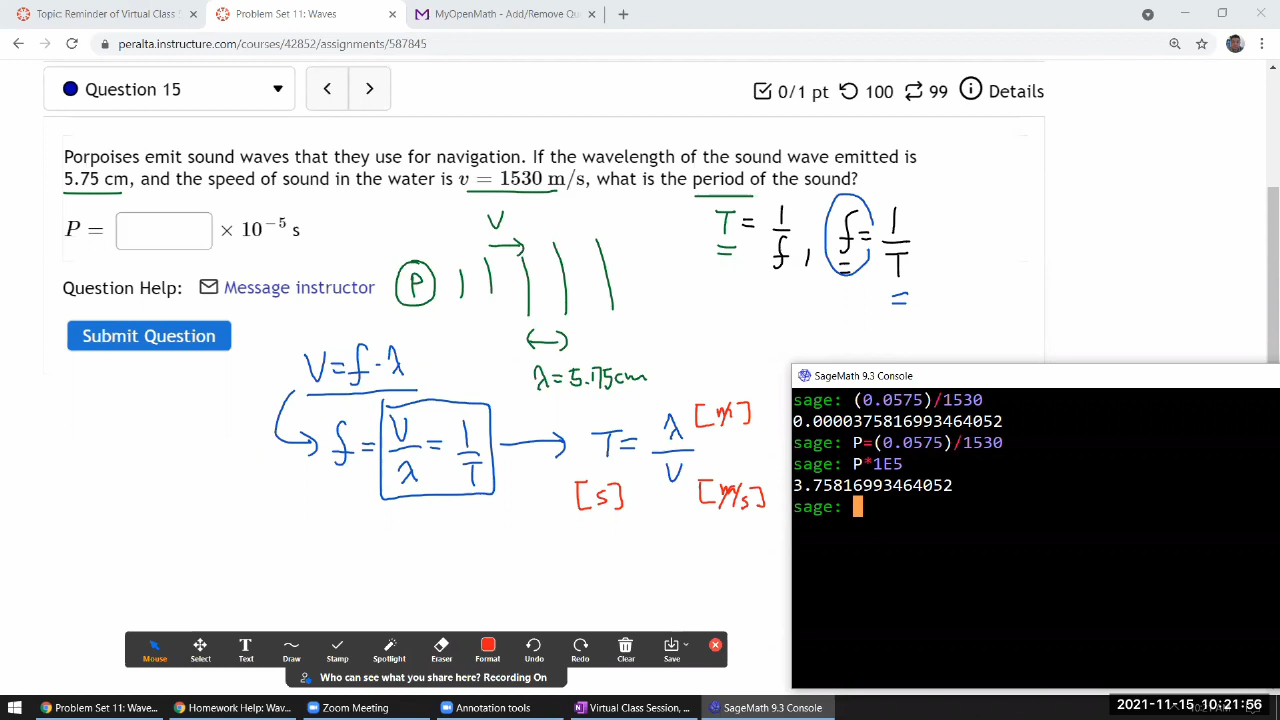 Topic: Reminder of Virtual Class
Problem Set 11: Waves
MyOpenMath - Add/Remove Qu
peralta.instructure.com/courses/42852/assignments/587845
Question 15
0/1 pt 100 99 Details
Porpoises emit sound waves that they use for navigation. If the wavelength of the sound wave emitted is
5.75 cm, and the speed of sound in the water is v = 1530 m/s, what is the period of the sound?
P = × 10⁻⁵ s
V
T = 1/f , f = 1/T
P
Question Help: Message instructor
Submit Question
λ = 5.75cm
V = f · λ
f = V/λ = 1/T → T = λ/V
[m]
[s] [m/s]
SageMath 9.3 Console
sage: (0.0575)/1530
0.0000375816993464052
sage: P=(0.0575)/1530
sage: P*1E5
3.75816993464052
sage:
Mouse Select Text Draw Stamp Spotlight Eraser Format Undo Redo Clear Save
Who can see what you share here? Recording On
Problem Set 11: Wav... Homework Help: Wav... Zoom Meeting Annotation tools Virtual Class Session, ... SageMath 9.3 Console
2021-11-15 10:21:56